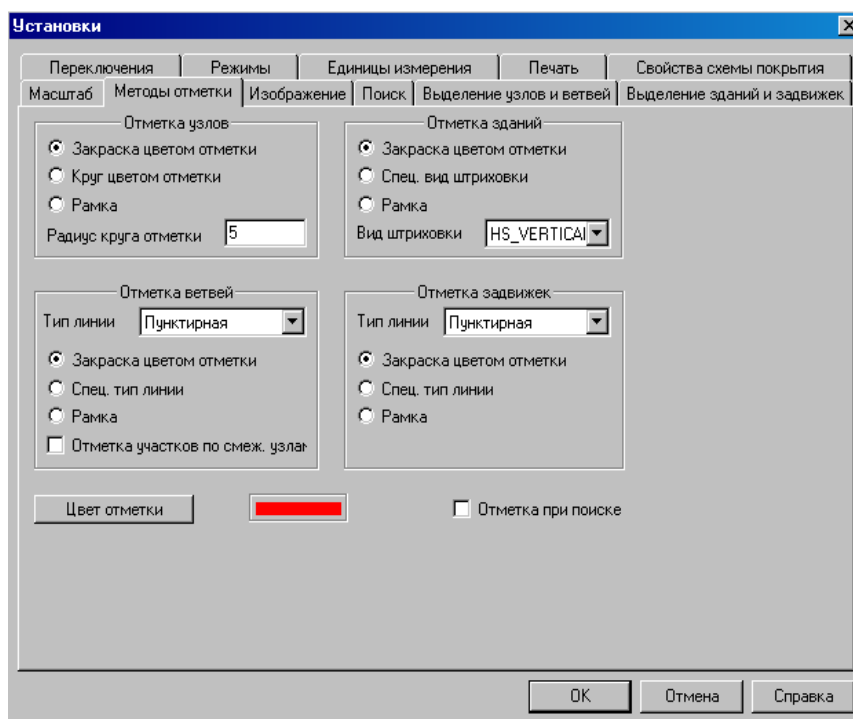 Установки
Переключения Режимы Единицы измерения Печать Свойства схемы покрытия
Масштаб Методы отметки Изображение Поиск Выделение узлов и ветвей Выделение зданий и задвижек
Отметка узлов
Закраска цветом отметки
Круг цветом отметки
Рамка
Радиус круга отметки 5
Отметка зданий
Закраска цветом отметки
Спец. вид штриховки
Рамка
Вид штриховки HS_VERTICAL
Отметка ветвей
Тип линии Пунктирная
Закраска цветом отметки
Спец. тип линии
Рамка
Отметка участков по смеж. узлам
Отметка задвижек
Тип линии Пунктирная
Закраска цветом отметки
Спец. тип линии
Рамка
Цвет отметки Отметка при поиске
OK Отмена Справка